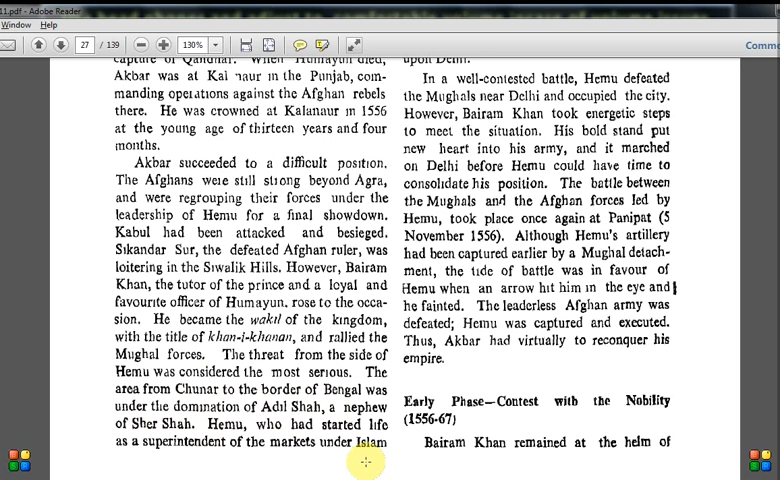 11.pdf - Adobe Reader
Window Help
27 / 139
130%
Comme
capture of Qandhar. When Humayun died,
Akbar was at Kal naur in the Punjab, com-
manding operations against the Afghan rebels
there. He was crowned at Kalanaur in 1556
at the young age of thirteen years and four
months.
Akbar succeeded to a difficult position.
The Afghans were still strong beyond Agra,
and were regrouping their forces under the
leadership of Hemu for a final showdown.
Kabul had been attacked and besieged.
Sikandar Sur, the defeated Afghan ruler, was
loitering in the Siwalik Hills. However, Bairam
Khan, the tutor of the prince and a loyal and
favourite officer of Humayun, rose to the occa-
sion. He became the wakil of the kingdom,
with the title of khan-i-khanan, and rallied the
Mughal forces. The threat from the side of
Hemu was considered the most serious. The
area from Chunar to the border of Bengal was
under the domination of Adil Shah, a nephew
of Sher Shah. Hemu, who had started life
as a superintendent of the markets under Islam
upon Delhi.
In a well-contested battle, Hemu defeated
the Mughals near Delhi and occupied the city.
However, Bairam Khan took energetic steps
to meet the situation. His bold stand put
new heart into his army, and it marched
on Delhi before Hemu could have time to
consolidate his position. The battle between
the Mughals and the Afghan forces led by
Hemu, took place once again at Panipat (5
November 1556). Although Hemu's artillery
had been captured earlier by a Mughal detach-
ment, the tide of battle was in favour of
Hemu when an arrow hit him in the eye and
he fainted. The leaderless Afghan army was
defeated; Hemu was captured and executed.
Thus, Akbar had virtually to reconquer his
empire.
Early Phase—Contest with the Nobility
(1556-67)
Bairam Khan remained at the helm of